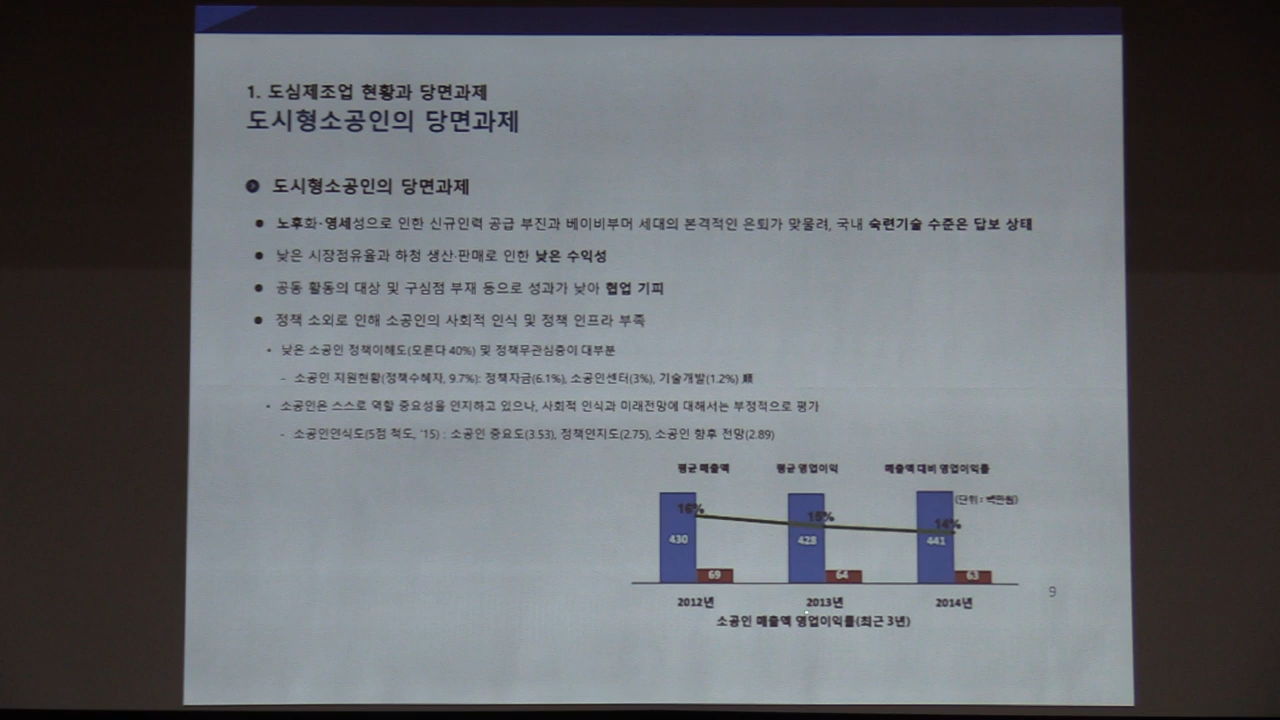 1. 도심제조업 현황과 당면과제
도시형소공인의 당면과제
도시형소공인의 당면과제
● 노후화·영세성으로 인한 신규인력 공급 부진과 베이비부머 세대의 본격적인 은퇴가 맞물려, 국내 숙련기술 수준은 답보 상태
● 낮은 시장점유율과 하청 생산·판매로 인한 낮은 수익성
● 공동 활동의 대상 및 구심점 부재 등으로 성과가 낮아 협업 기피
● 정책 소외로 인해 소공인의 사회적 인식 및 정책 인프라 부족
• 낮은 소공인 정책이해도(모른다 40%) 및 정책무관심층이 대부분
- 소공인 지원현황(정책수혜자, 9.7%): 정책자금(6.1%), 소공인센터(3%), 기술개발(1.2%) 順
• 소공인은 스스로 역할 중요성을 인지하고 있으나, 사회적 인식과 미래전망에 대해서는 부정적으로 평가
- 소공인인식도(5점 척도, '15) : 소공인 중요도(3.53), 정책인지도(2.75), 소공인 향후 전망(2.89)
평균 매출액 평균 영업이익 매출액 대비 영업이익률
(단위 : 백만원)
16% 15% 14%
430 428 441
69 64 63
9
2012년 2013년 2014년
소공인 매출액 영업이익률(최근 3년)